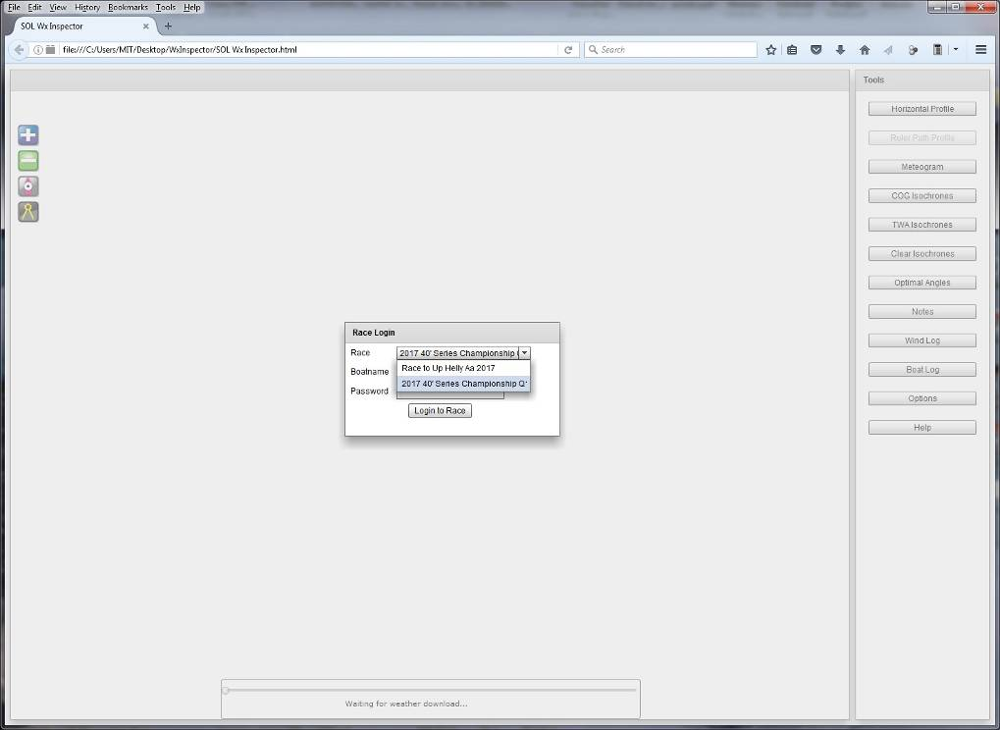 File Edit View History Bookmarks Tools Help
SOL Wx Inspector
file:///C:/Users/MIT/Desktop/WxInspector/SOL Wx Inspector.html
Search
Tools
Horizontal Profile
Ruler Path Profile
Meteogram
COG Isochrones
TWA Isochrones
Clear Isochrones
Optimal Angles
Notes
Wind Log
Boat Log
Options
Help
Race Login
Race 2017 40' Series Championship
Race to Up Helly Aa 2017
Boatname
2017 40' Series Championship Q
Password
Login to Race
Waiting for weather download...